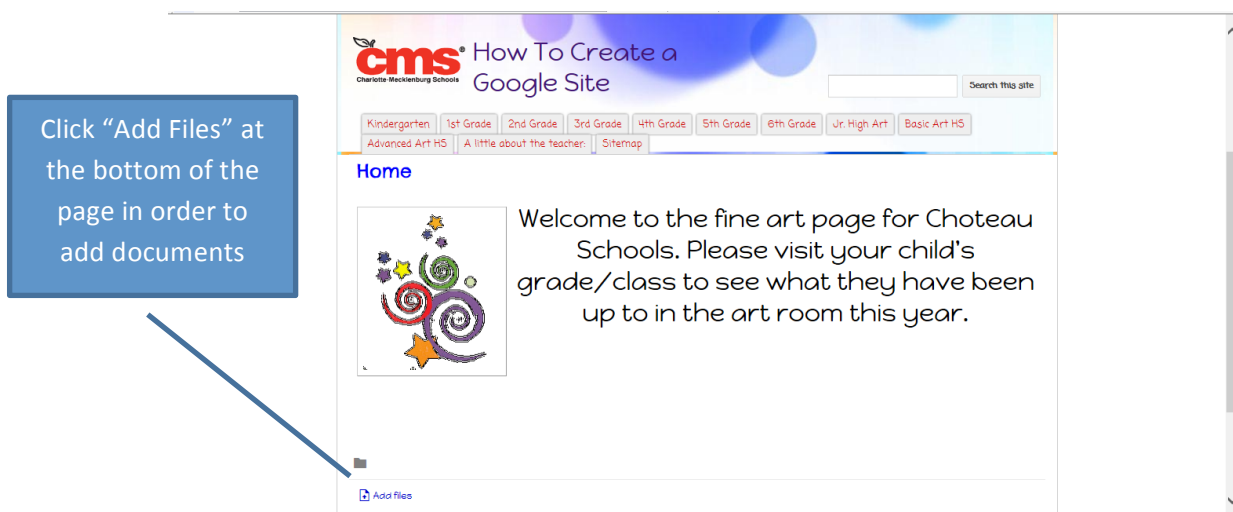 Click “Add Files” at
the bottom of the
page in order to
add documents
cms®
Charlotte-Mecklenburg Schools
How To Create a
Google Site
Search this site
Kindergarten 1st Grade 2nd Grade 3rd Grade 4th Grade 5th Grade 6th Grade Jr. High Art Basic Art HS
Advanced Art HS A little about the teacher: Sitemap
Home
Welcome to the fine art page for Choteau
Schools. Please visit your child's
grade/class to see what they have been
up to in the art room this year.
Add files